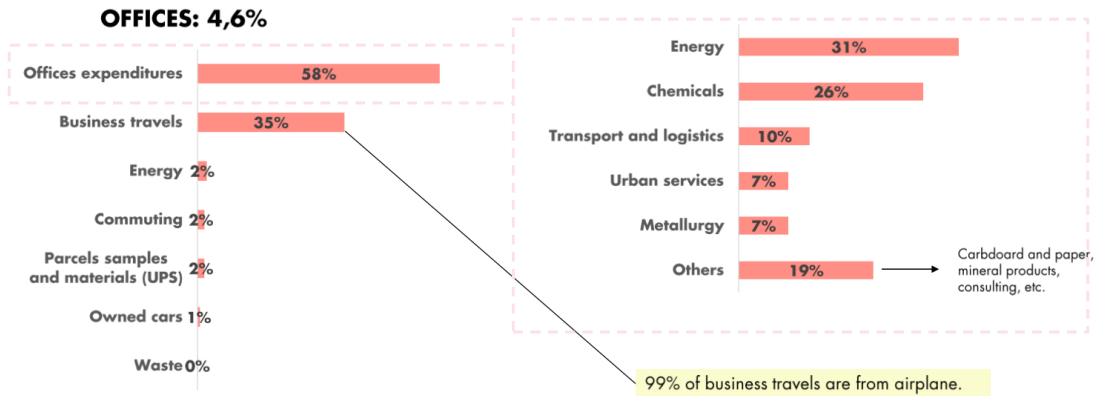 OFFICES: 4,6%
Offices expenditures
58%
Business travels
35%
Energy
2%
Commuting
2%
Parcels samples
and materials (UPS)
2%
Owned cars
1%
Waste
0%
Energy
31%
Chemicals
26%
Transport and logistics
10%
Urban services
7%
Metallurgy
7%
Others
19%
Carbdoard and paper,
mineral products,
consulting, etc.
99% of business travels are from airplane.